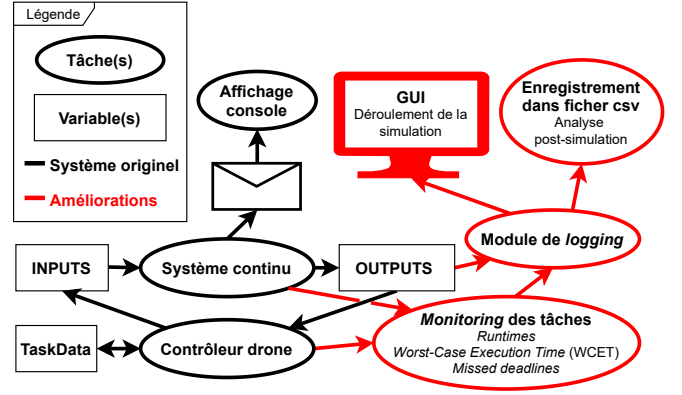 Légende
Tâche(s)
Variable(s)
Système originel
Améliorations
Affichage
console
GUI
Déroulement de la
simulation
Enregistrement
dans ficher csv
Analyse
post-simulation
Module de logging
INPUTS
Système continu
OUTPUTS
TaskData
Contrôleur drone
Monitoring des tâches
Runtimes
Worst-Case Execution Time (WCET)
Missed deadlines